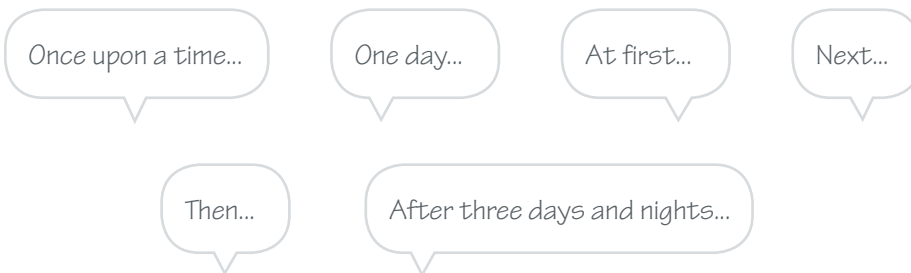 Once upon a time...
One day...
At first...
Next...
Then...
After three days and nights...